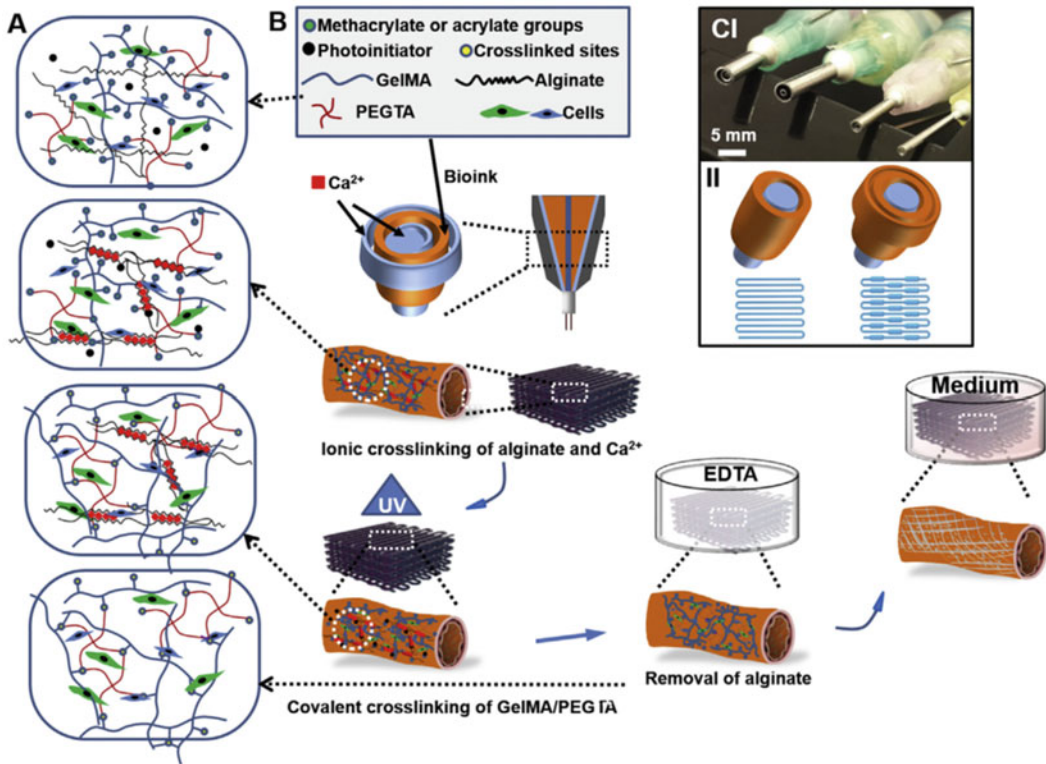 A
B
Methacrylate or acrylate groups
Photoinitiator
Crosslinked sites
GelMA
Alginate
PEGTA
Cells
Ca²⁺
Bioink
CI
5 mm
II
Ionic crosslinking of alginate and Ca²⁺
UV
EDTA
Medium
Removal of alginate
Covalent crosslinking of GelMA/PEGTA